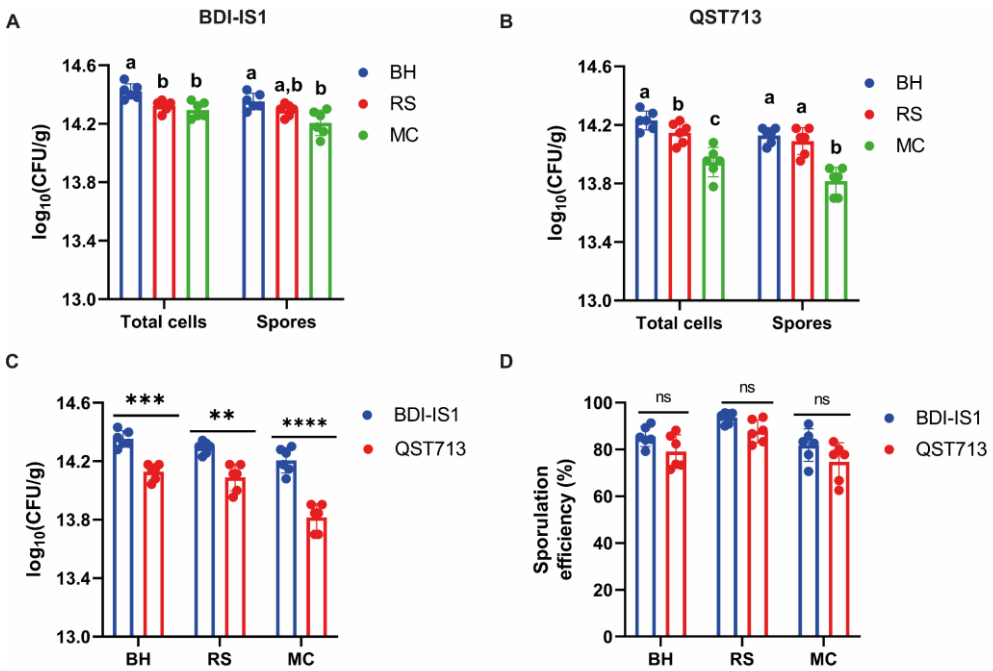 A
BDI-IS1
log10(CFU/g)
14.6
14.2
13.8
13.4
13.0
a
b
b
a
a,b
b
Total cells
Spores
BH
RS
MC
B
QST713
log10(CFU/g)
14.6
14.2
13.8
13.4
13.0
a
b
c
a
a
b
Total cells
Spores
BH
RS
MC
C
log10(CFU/g)
14.6
14.2
13.8
13.4
13.0
***
**
****
BH
RS
MC
BDI-IS1
QST713
D
Sporulation
efficiency (%)
100
80
60
40
20
0
ns
ns
ns
BH
RS
MC
BDI-IS1
QST713